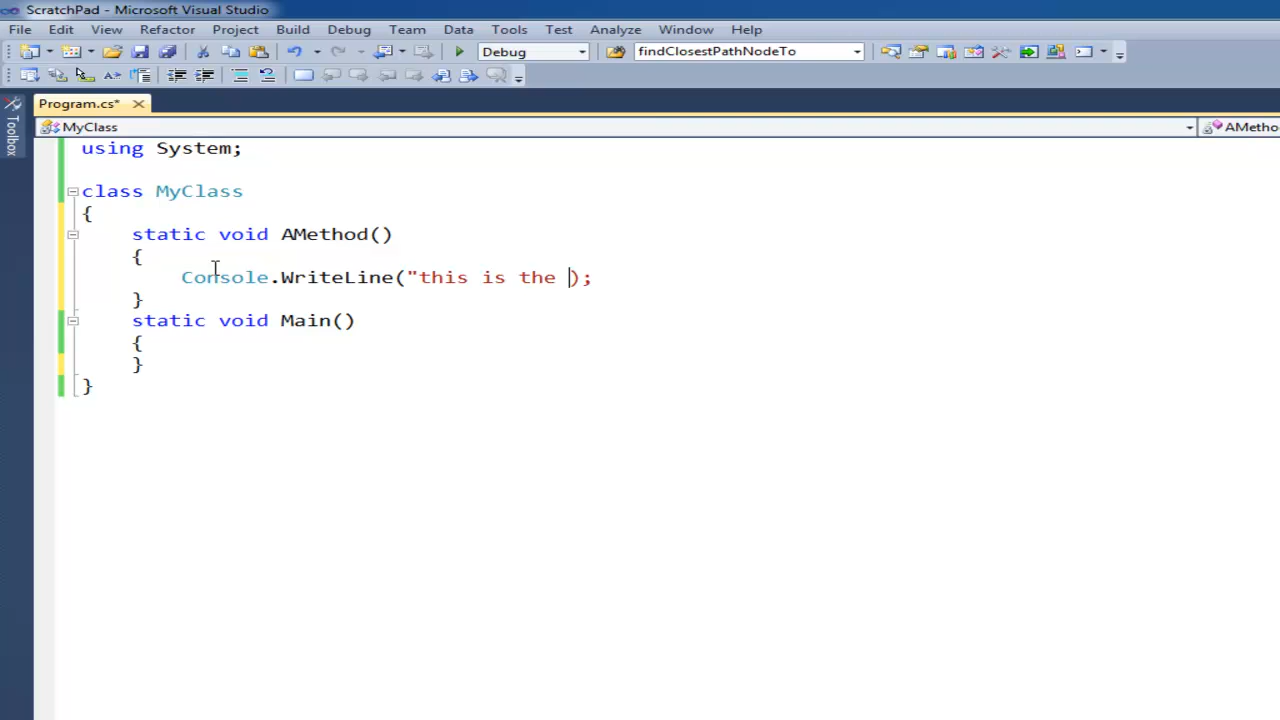 ScratchPad - Microsoft Visual Studio
File Edit View Refactor Project Build Debug Team Data Tools Test Analyze Window Help
Debug findClosestPathNodeTo
Toolbox
Program.cs*
MyClass AMetho
using System;
class MyClass
{
static void AMethod()
{
Console.WriteLine("this is the );
}
static void Main()
{
}
}